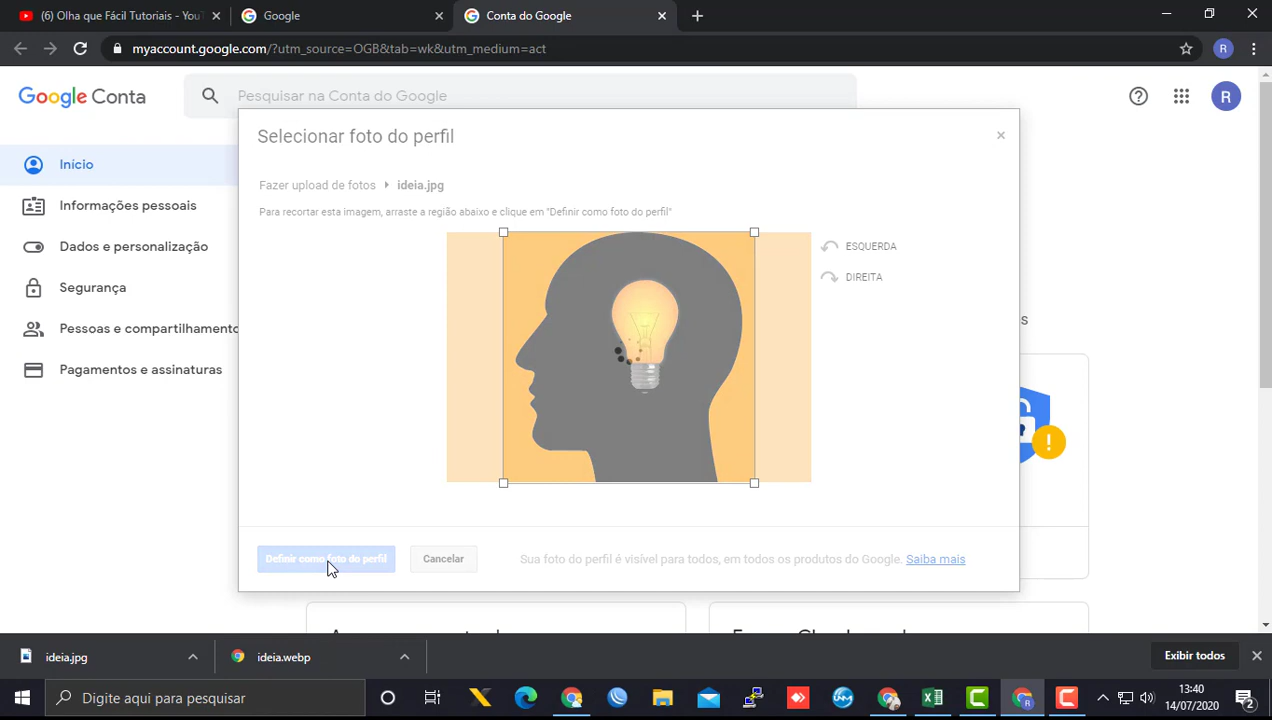 (6) Olha que Fácil Tutoriais - YouT
Google
Conta do Google
myaccount.google.com/?utm_source=OGB&tab=wk&utm_medium=act
R
Google Conta
Pesquisar na Conta do Google
R
Selecionar foto do perfil
Início
Fazer upload de fotos ▸ ideia.jpg
Informações pessoais
Para recortar esta imagem, arraste a região abaixo e clique em "Definir como foto do perfil"
Dados e personalização
ESQUERDA
DIREITA
Segurança
Pessoas e compartilhamento
s
Pagamentos e assinaturas
Definir como foto do perfil
Cancelar
Sua foto do perfil é visível para todos, em todos os produtos do Google. Saiba mais
ideia.jpg
ideia.webp
Exibir todos
Digite aqui para pesquisar
13:40
14/07/2020
2